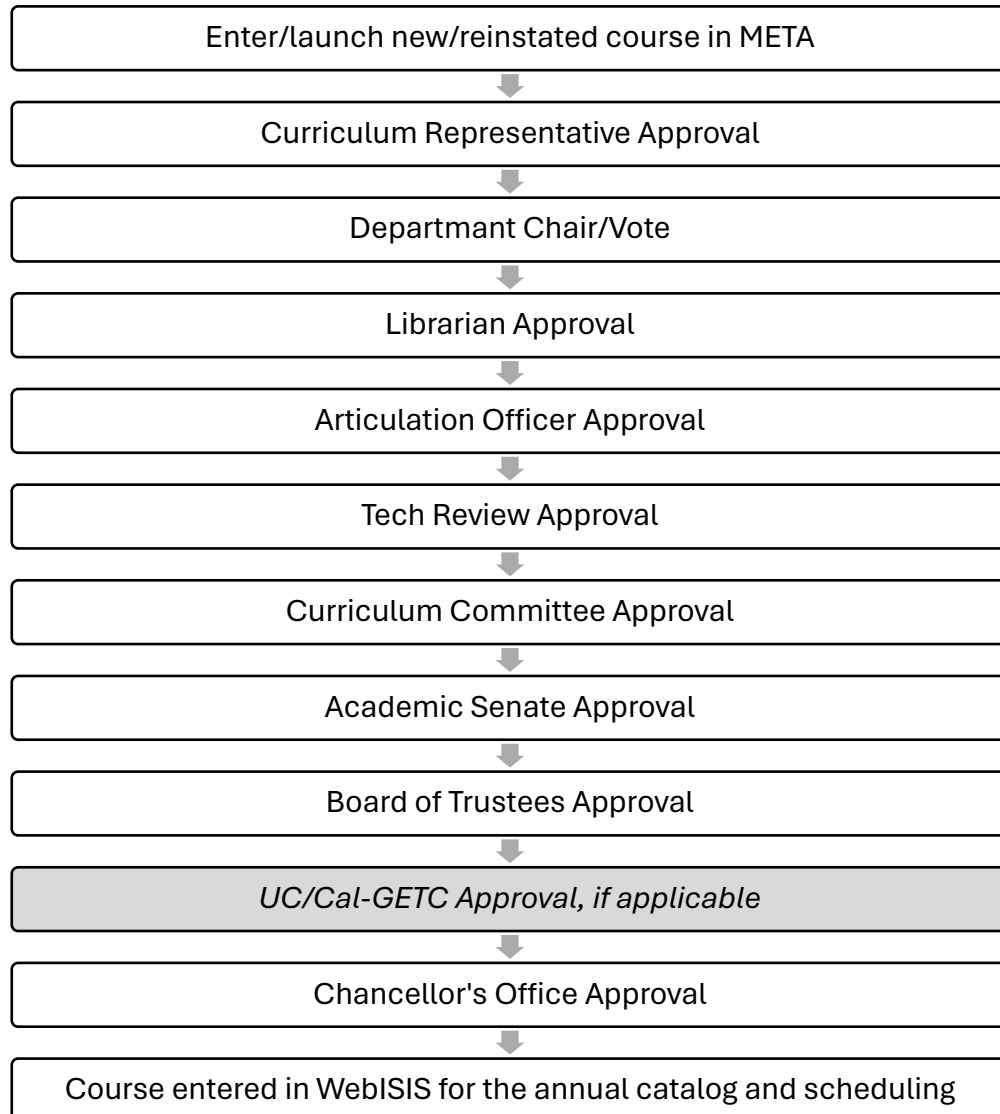 Enter/launch new/reinstated course in META
Curriculum Representative Approval
Departmant Chair/Vote
Librarian Approval
Articulation Officer Approval
Tech Review Approval
Curriculum Committee Approval
Academic Senate Approval
Board of Trustees Approval
UC/Cal-GETC Approval, if applicable
Chancellor's Office Approval
Course entered in WebISIS for the annual catalog and scheduling